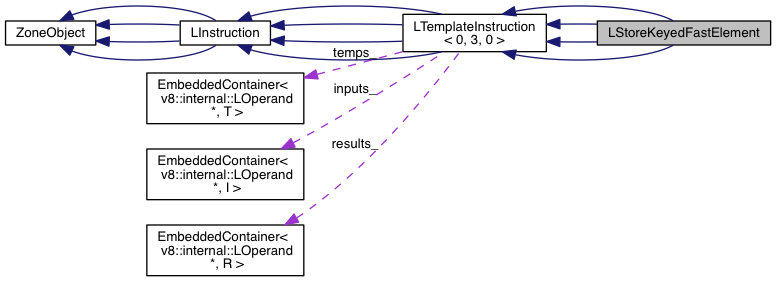 ZoneObject
LInstruction
LTemplateInstruction
< 0, 3, 0 >
LStoreKeyedFastElement
temps_
EmbeddedContainer<
v8::internal::LOperand
*, T >
inputs_
EmbeddedContainer<
v8::internal::LOperand
*, I >
results_
EmbeddedContainer<
v8::internal::LOperand
*, R >